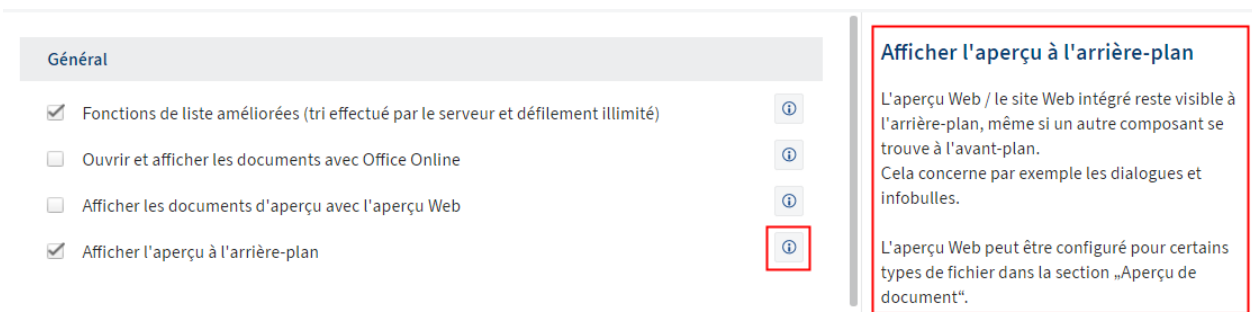 Général
Fonctions de liste améliorées (tri effectué par le serveur et défilement illimité)
Ouvrir et afficher les documents avec Office Online
Afficher les documents d'aperçu avec l'aperçu Web
Afficher l'aperçu à l'arrière-plan
Afficher l'aperçu à l'arrière-plan
L'aperçu Web / le site Web intégré reste visible à
l'arrière-plan, même si un autre composant se
trouve à l'avant-plan.
Cela concerne par exemple les dialogues et
infobulles.
L'aperçu Web peut être configuré pour certains
types de fichier dans la section „Aperçu de
document“.